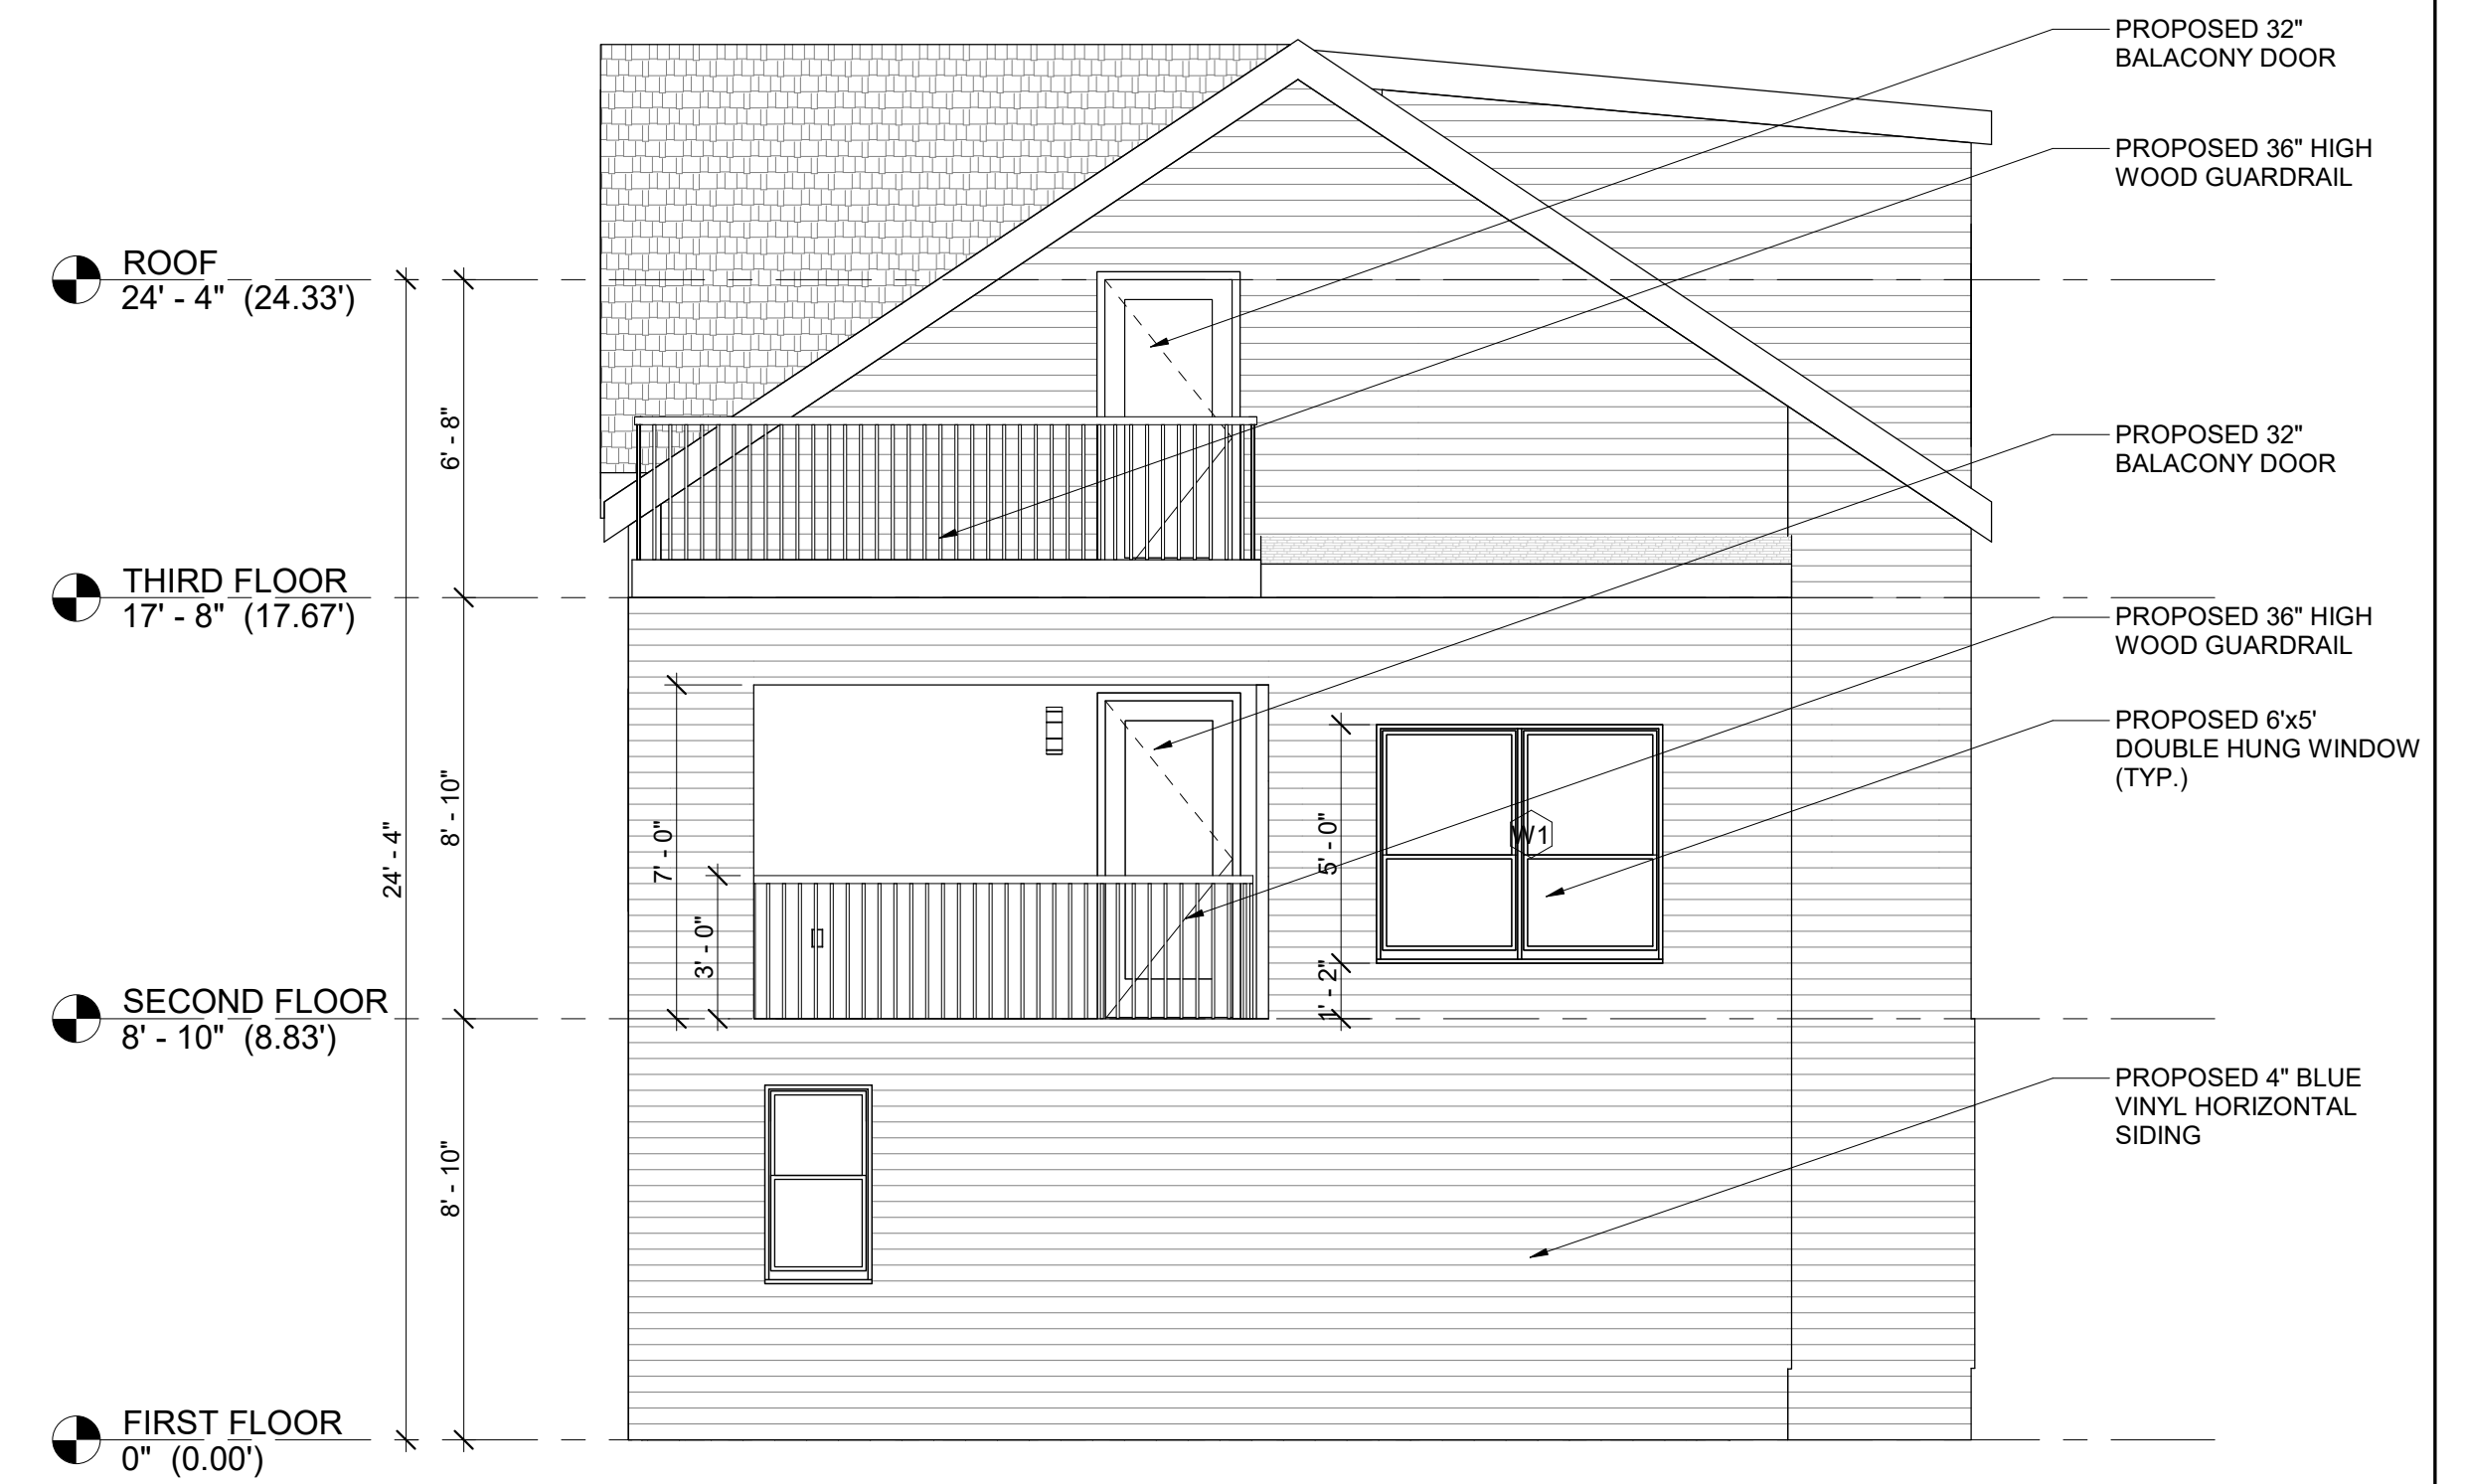 ROOF
24' - 4" (24.33')
THIRD FLOOR
17' - 8" (17.67')
SECOND FLOOR
8' - 10" (8.83')
FIRST FLOOR
0" (0.00')
24' - 4"
6' - 8"
8' - 10"
8' - 10"
7' - 0"
3' - 0"
5' - 0"
1' - 2"
W1
PROPOSED 32"
BALACONY DOOR
PROPOSED 36" HIGH
WOOD GUARDRAIL
PROPOSED 32"
BALACONY DOOR
PROPOSED 36" HIGH
WOOD GUARDRAIL
PROPOSED 6'x5'
DOUBLE HUNG WINDOW
(TYP.)
PROPOSED 4" BLUE
VINYL HORIZONTAL
SIDING